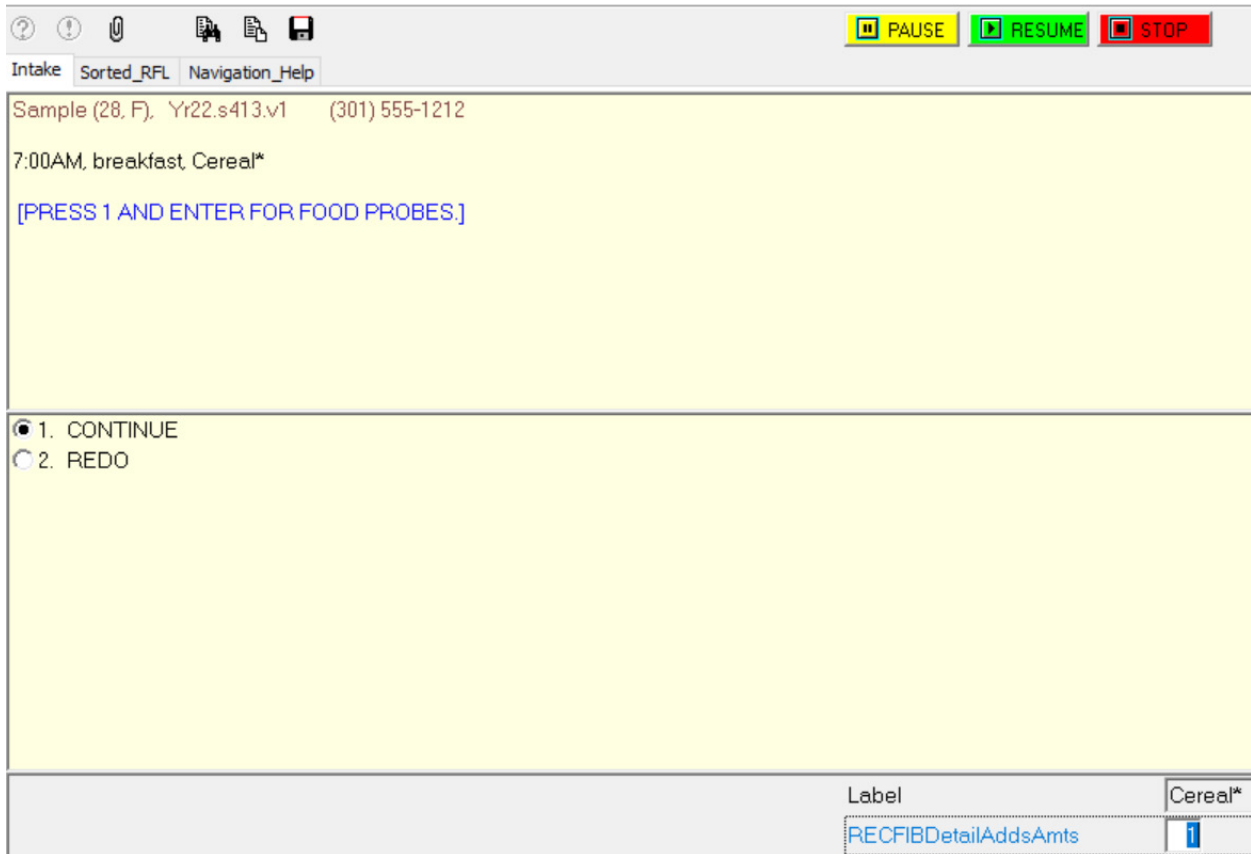 PAUSE RESUME STOP
Intake Sorted_RFL Navigation_Help
Sample (28, F), Yr22.s413.v1 (301) 555-1212
7:00AM, breakfast, Cereal*
[PRESS 1 AND ENTER FOR FOOD PROBES.]
1. CONTINUE
2. REDO
Label Cereal*
RECFIBDetailAddsAmts 1